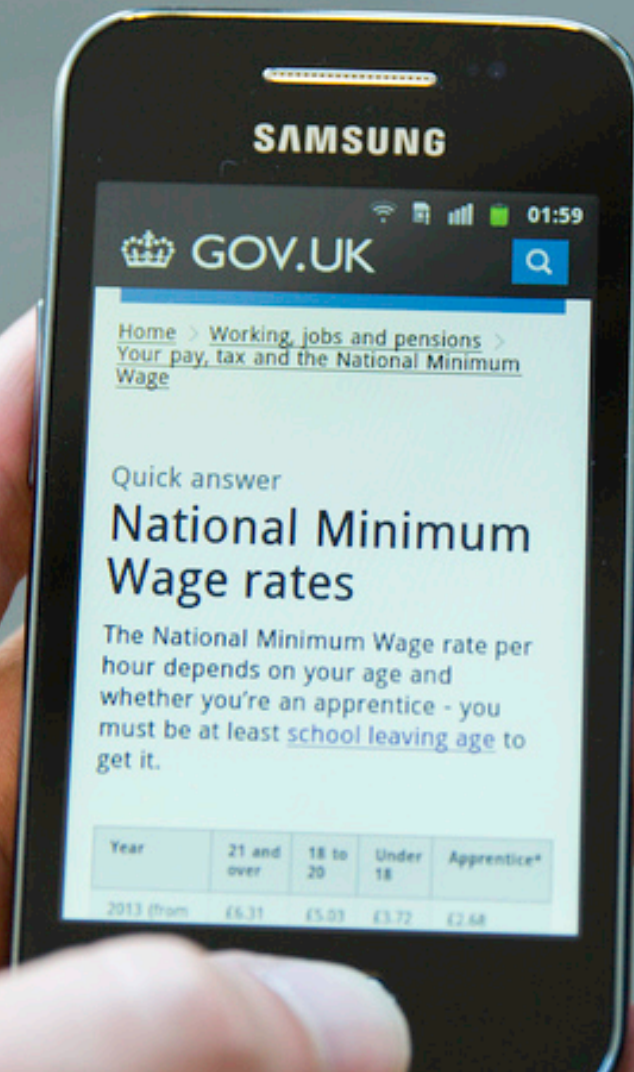 SAMSUNG
01:59
GOV.UK
Home > Working, jobs and pensions >
Your pay, tax and the National Minimum
Wage
Quick answer
National Minimum
Wage rates
The National Minimum Wage rate per
hour depends on your age and
whether you're an apprentice - you
must be at least school leaving age to
get it.
Year 21 and over 18 to 20 Under 18 Apprentice*
2013 (from £6.31 £5.03 £3.72 £2.68